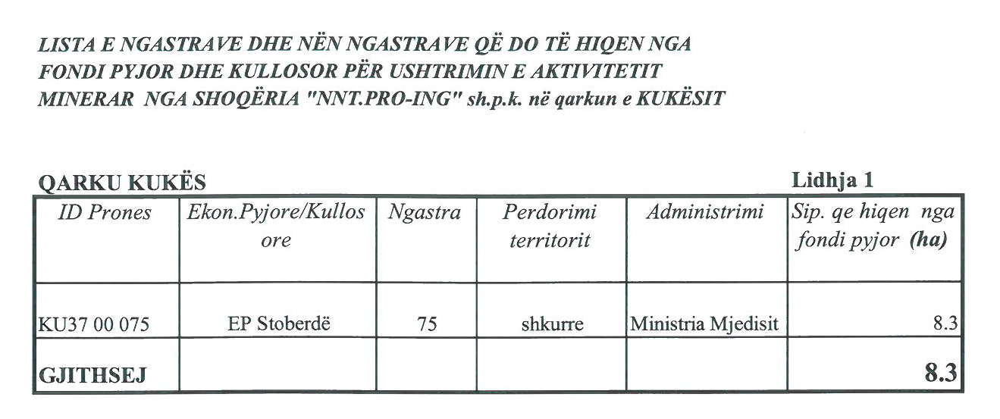 LISTA E NGASTRAVE DHE NËN NGASTRAVE QË DO TË HIQEN NGA
FONDI PYJOR DHE KULLOSOR PËR USHTRIMIN E AKTIVITETIT
MINERAR NGA SHOQËRIA "NNT.PRO-ING" sh.p.k. në qarkun e KUKËSIT
QARKU KUKËS Lidhja 1
ID Prones Ekon.Pyjore/Kullos Ngastra Perdorimi Administrimi Sip. qe hiqen nga
ore territorit fondi pyjor (ha)
KU37 00 075 EP Stoberdë 75 shkurre Ministria Mjedisit 8.3
GJITHSEJ 8.3